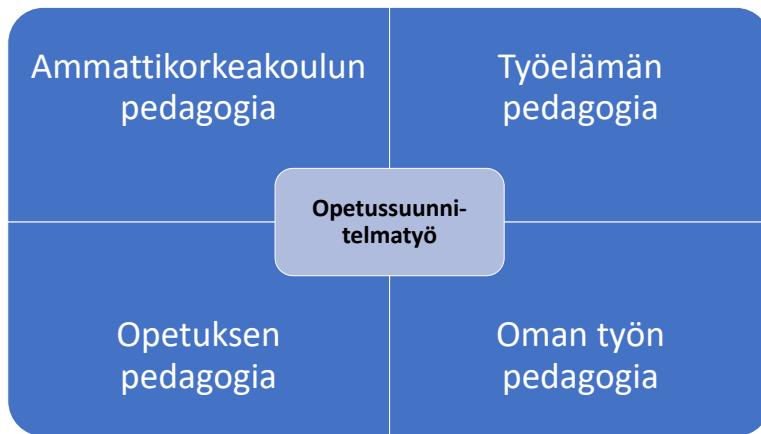 Ammattikorkeakoulun
pedagogia
Työelämän
pedagogia
Opetussuunni-
telmatyö
Opetuksen
pedagogia
Oman työn
pedagogia